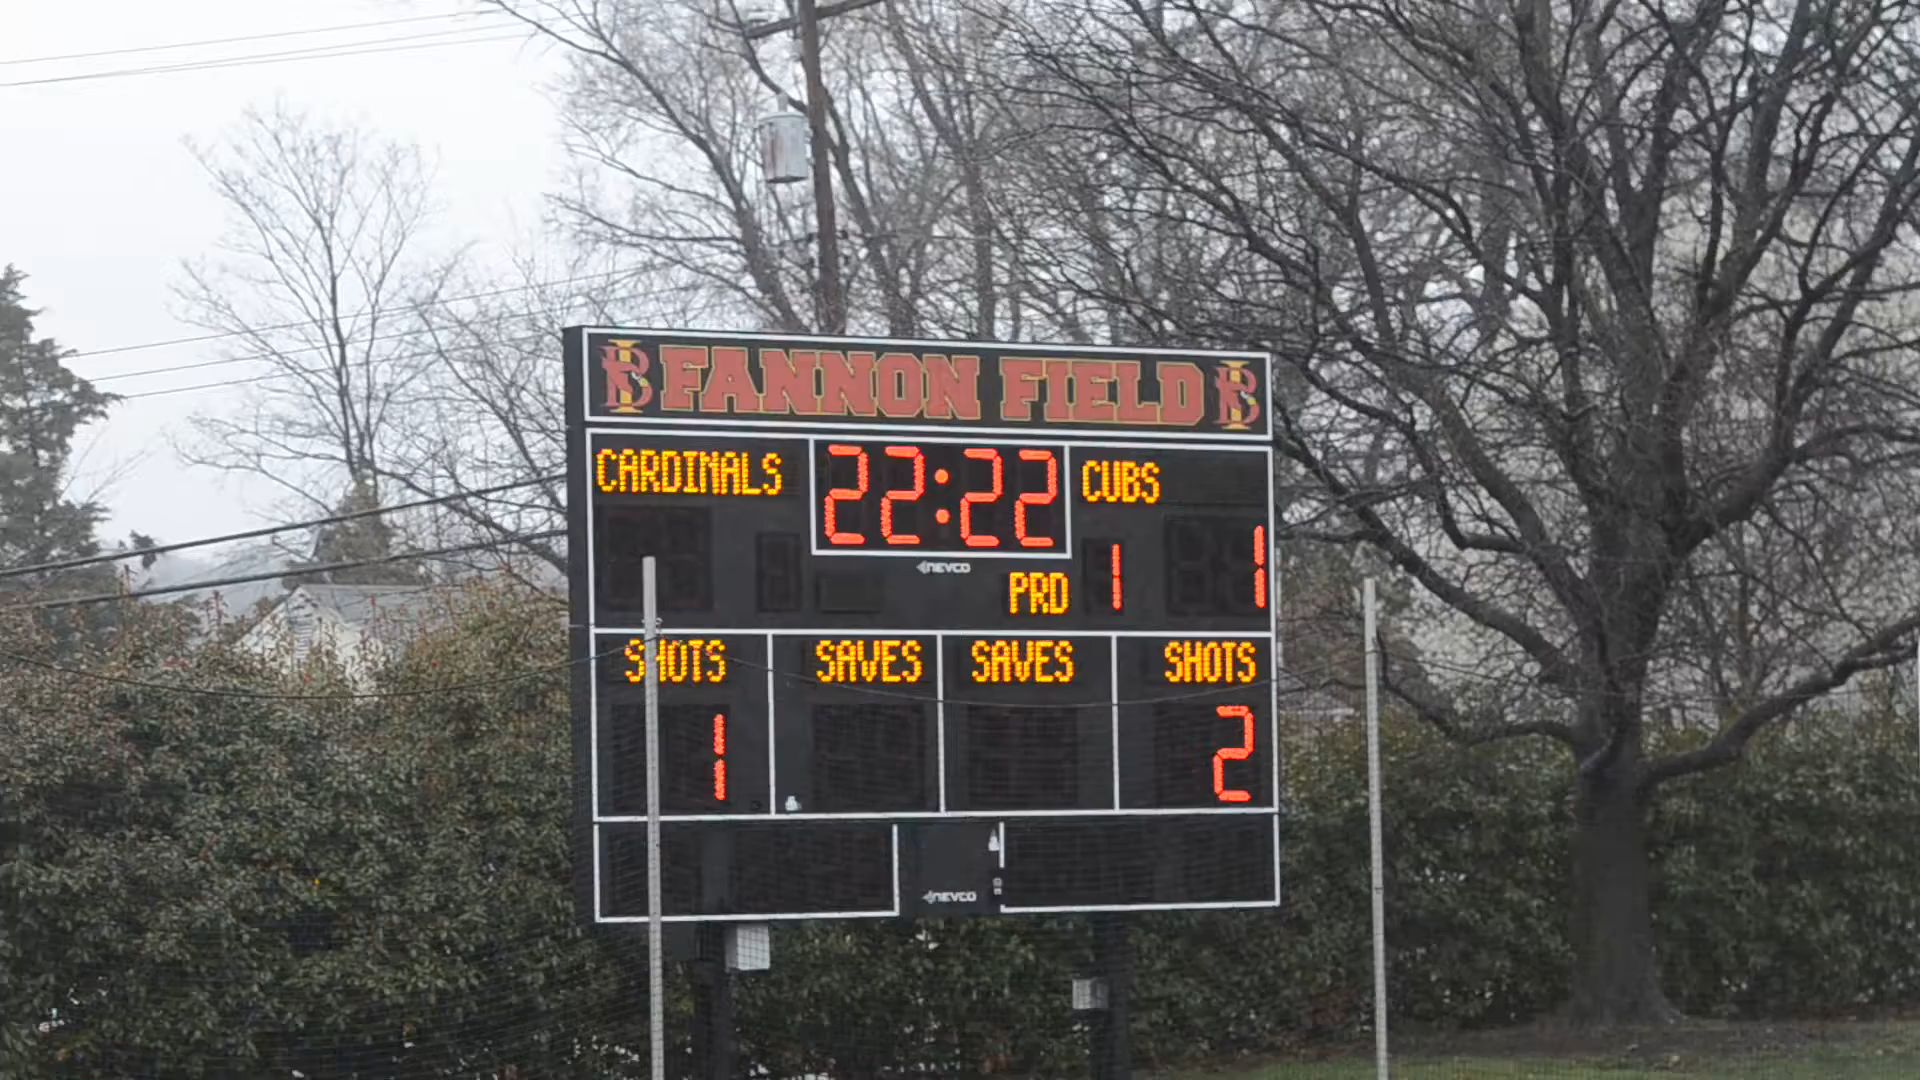 FANNON FIELD
CARDINALS 22:22 CUBS
NEVCO
PRD 1 1
SHOTS SAVES SAVES SHOTS
1 2
NEVCO